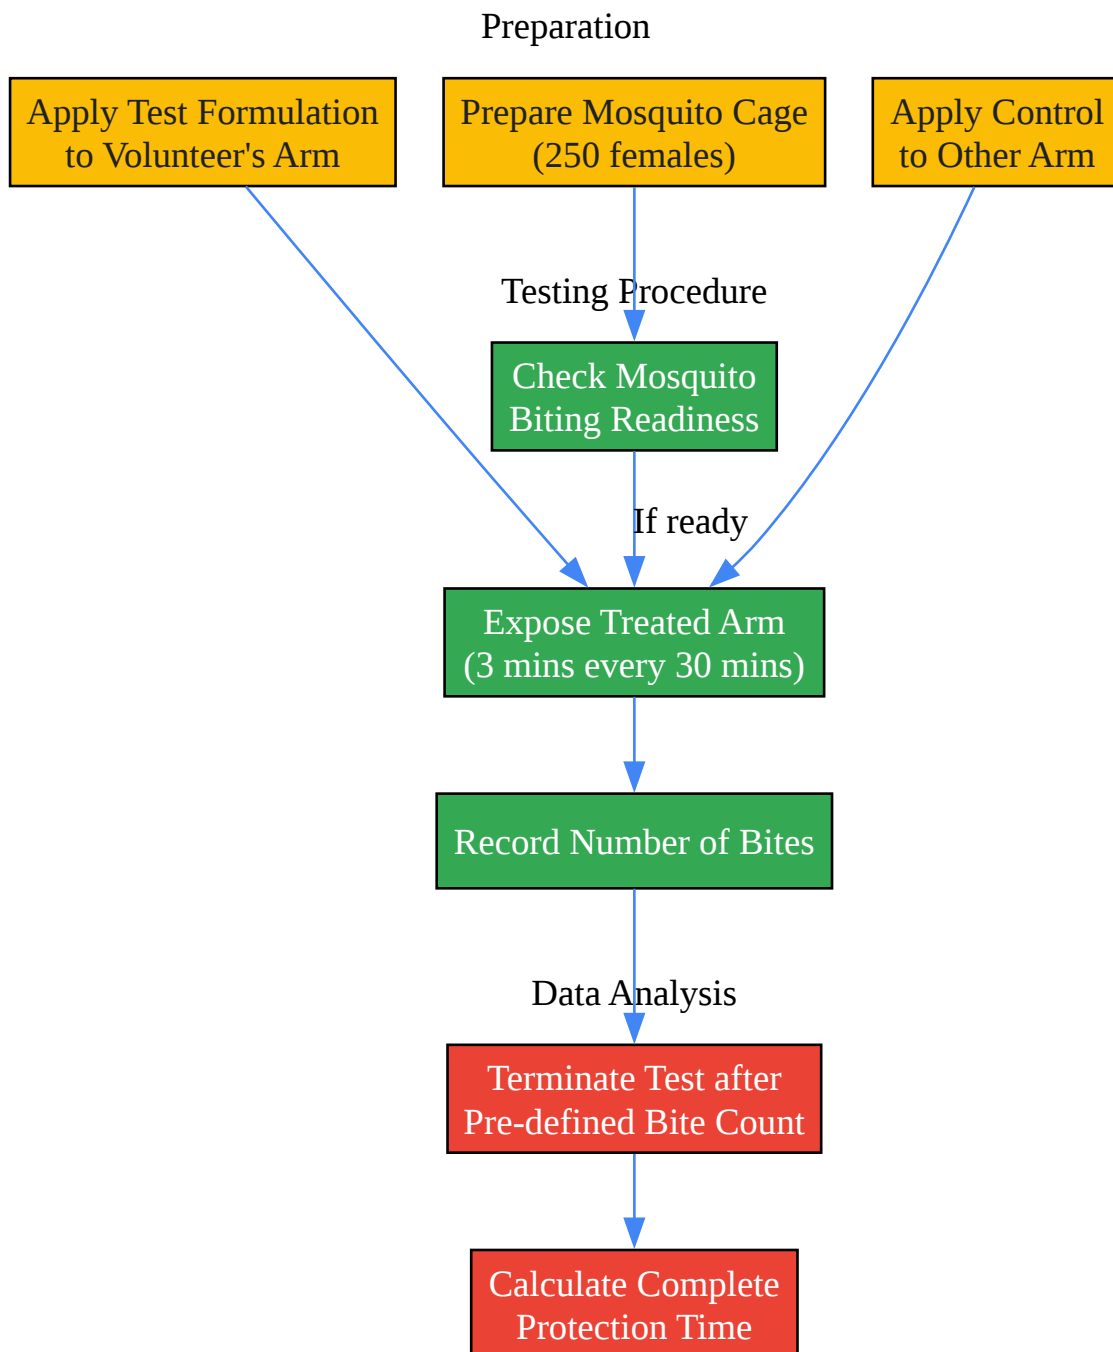 Preparation
Apply Test Formulation
to Volunteer's Arm
Prepare Mosquito Cage
(250 females)
Apply Control
to Other Arm
Testing Procedure
Check Mosquito
Biting Readiness
If ready
Expose Treated Arm
(3 mins every 30 mins)
Record Number of Bites
Data Analysis
Terminate Test after
Pre-defined Bite Count
Calculate Complete
Protection Time